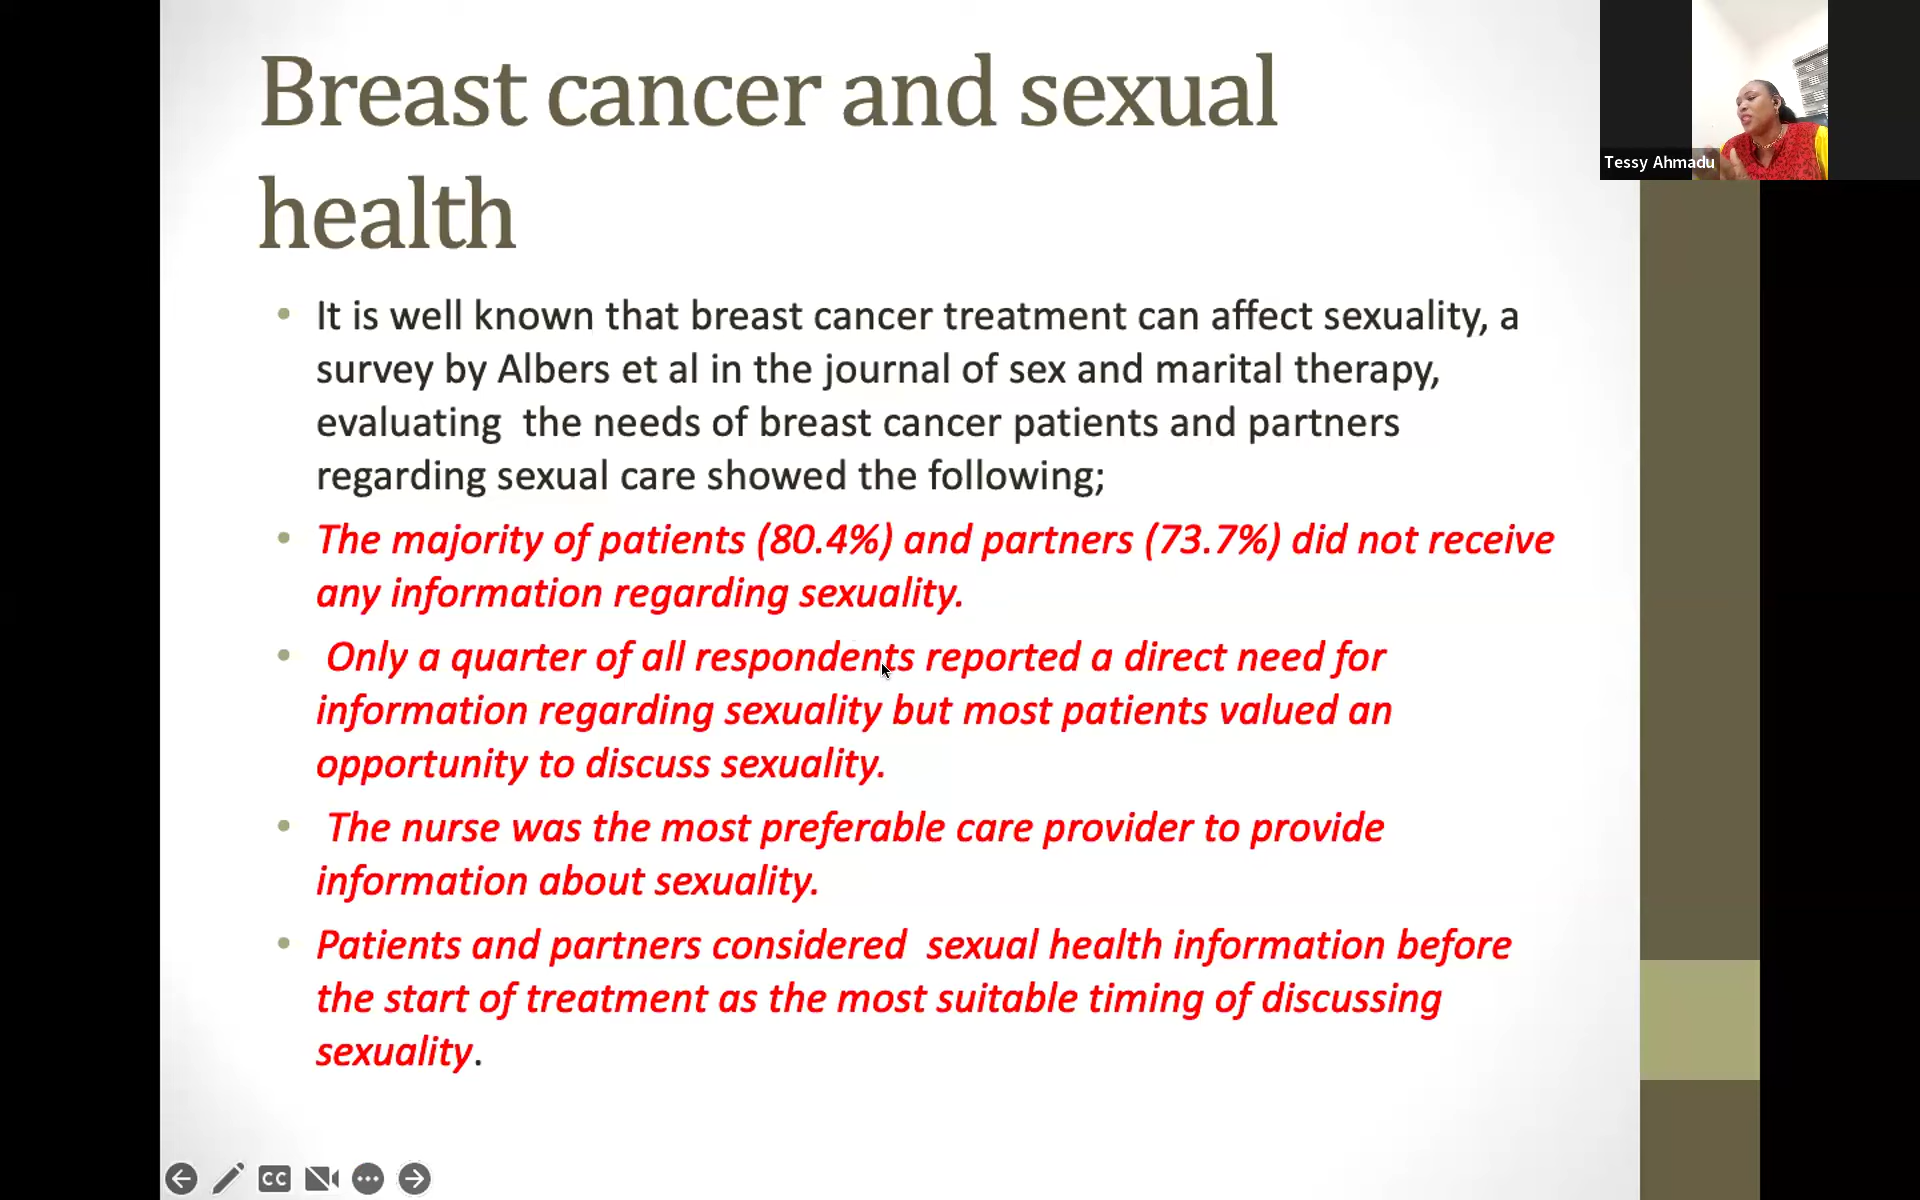 Breast cancer and sexual
health
Tessy Ahmadu
• It is well known that breast cancer treatment can affect sexuality, a
survey by Albers et al in the journal of sex and marital therapy,
evaluating  the needs of breast cancer patients and partners
regarding sexual care showed the following;
• The majority of patients (80.4%) and partners (73.7%) did not receive
any information regarding sexuality.
• Only a quarter of all respondents reported a direct need for
information regarding sexuality but most patients valued an
opportunity to discuss sexuality.
• The nurse was the most preferable care provider to provide
information about sexuality.
• Patients and partners considered  sexual health information before
the start of treatment as the most suitable timing of discussing
sexuality.
CC